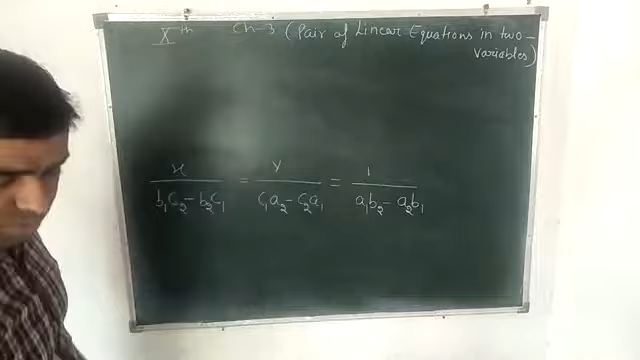 Xth Ch-3 (Pair of Linear Equations in two-
variables)
x/(b₁c₂ - b₂c₁) = y/(c₁a₂ - c₂a₁) = 1/(a₁b₂ - a₂b₁)